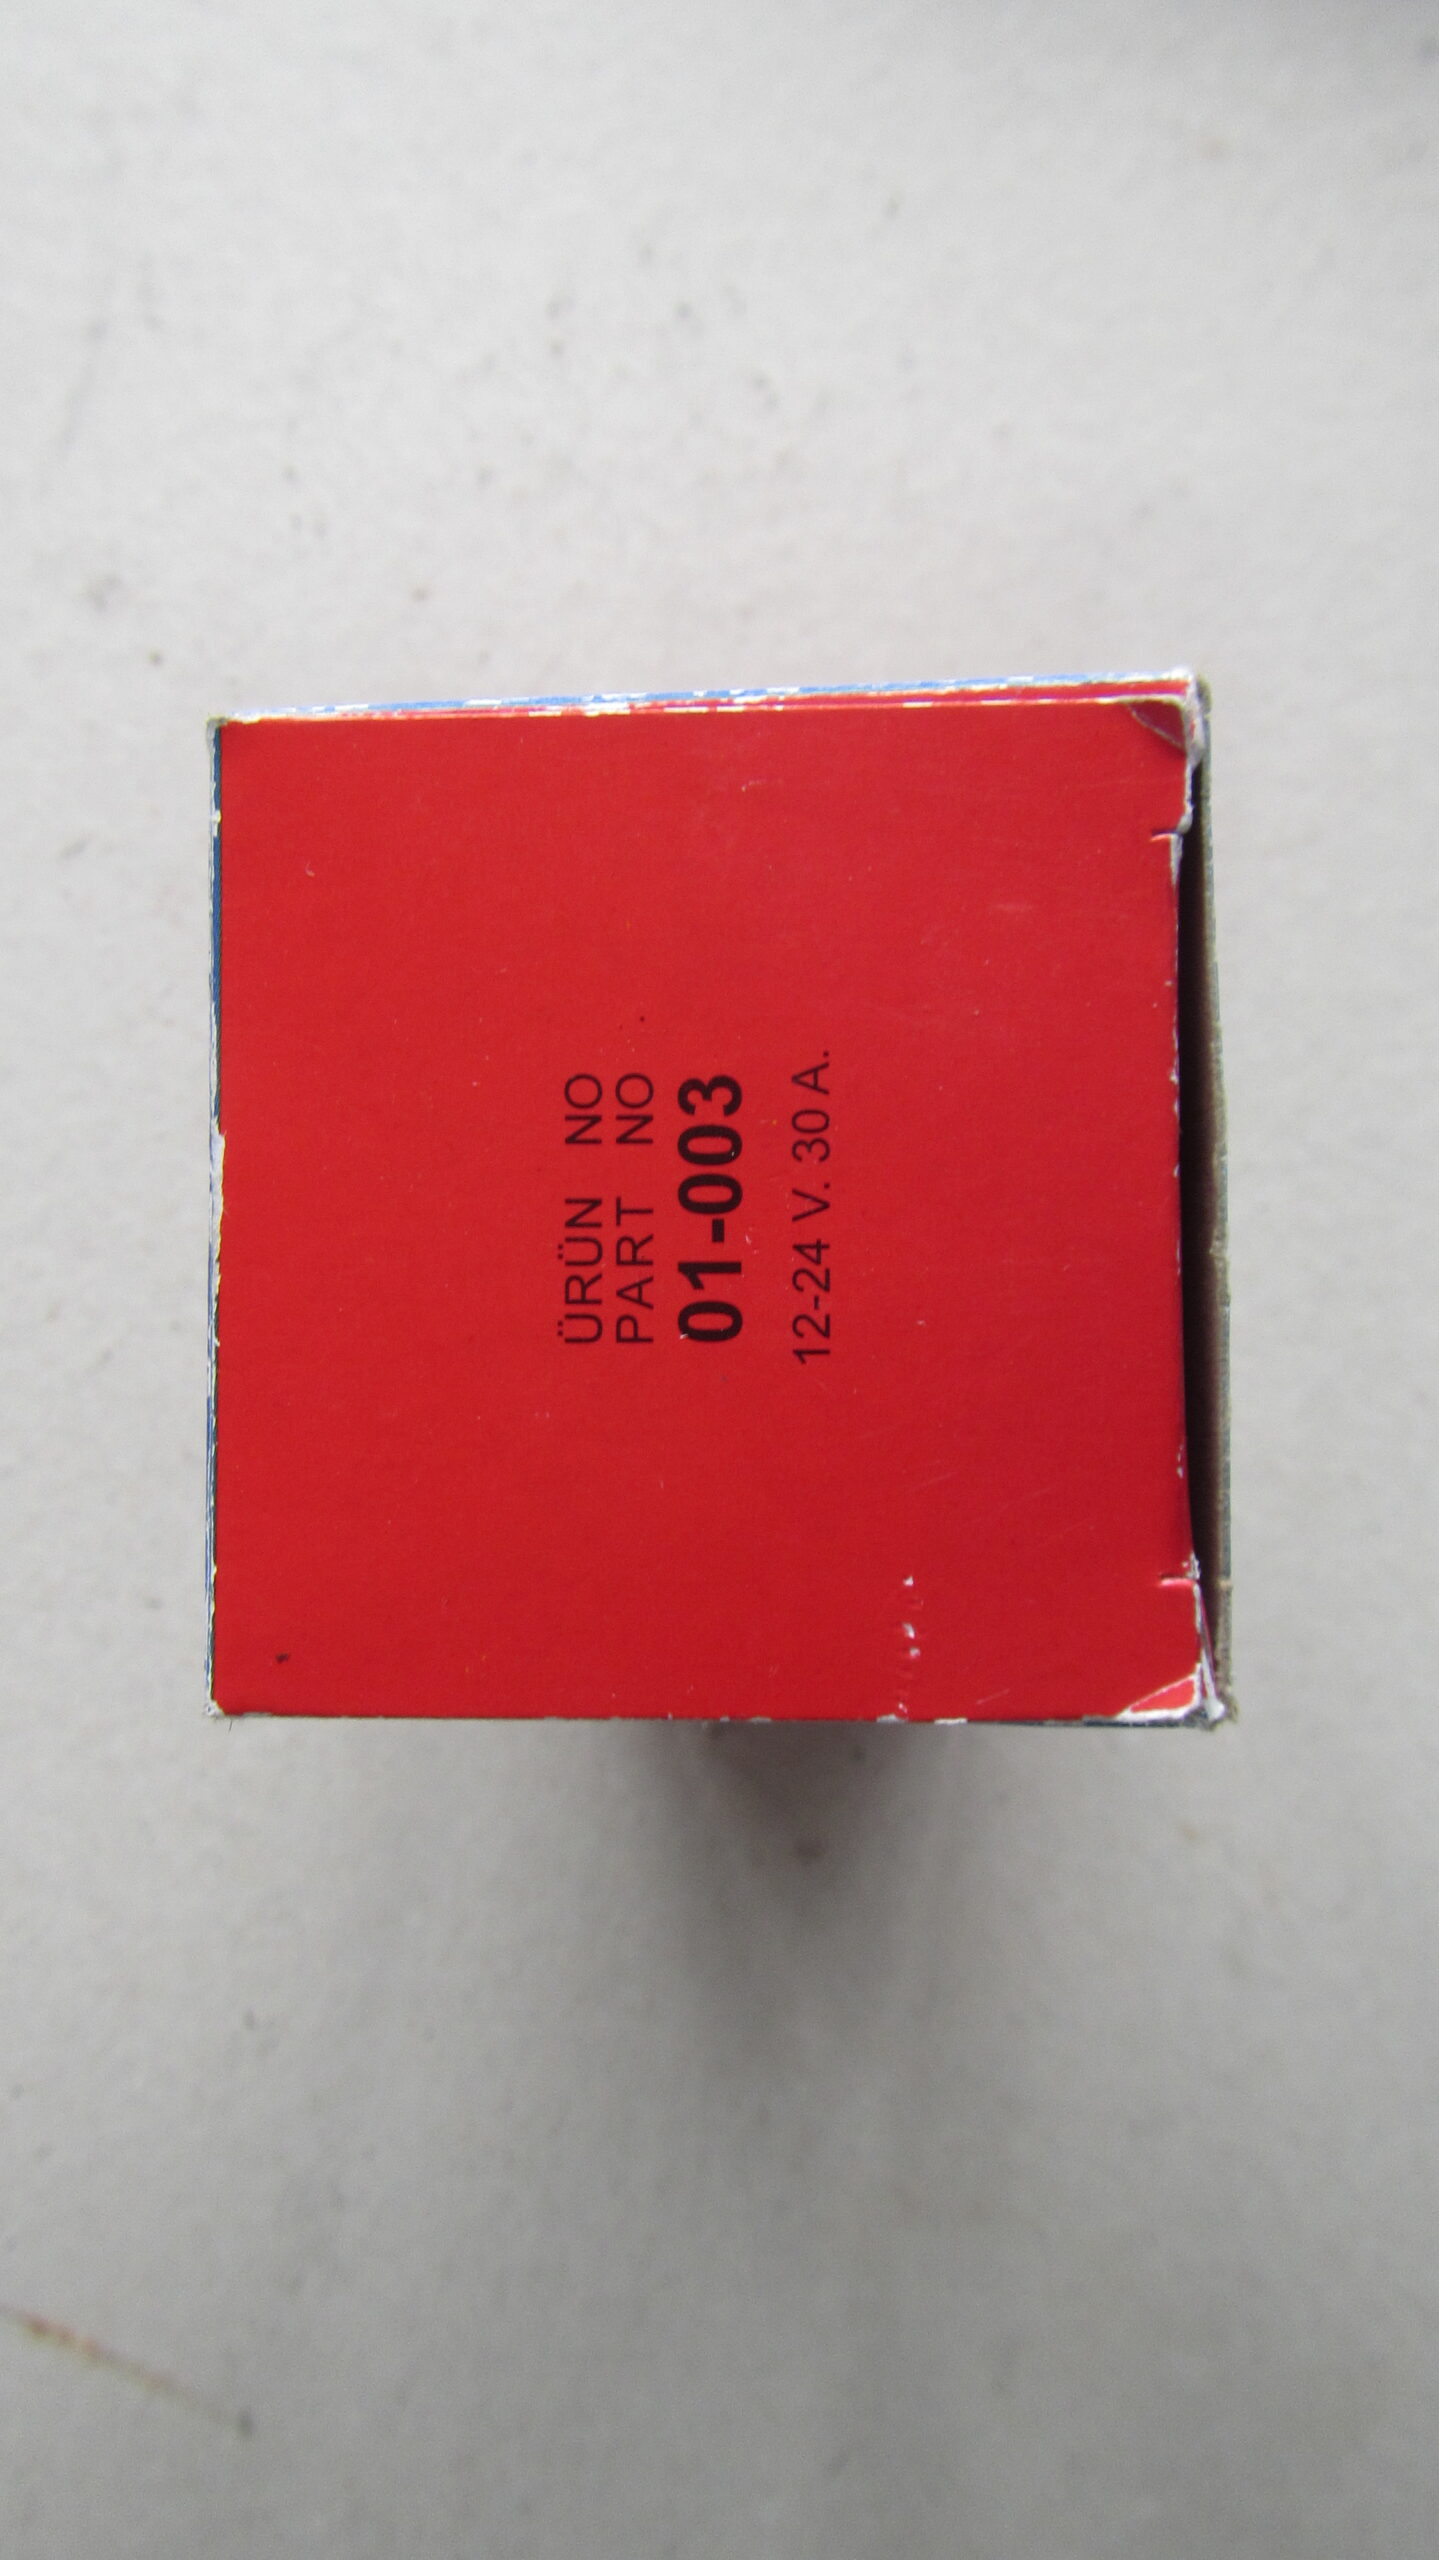 ÜRÜN NO
PART NO
01-003
12-24 V. 30 A.